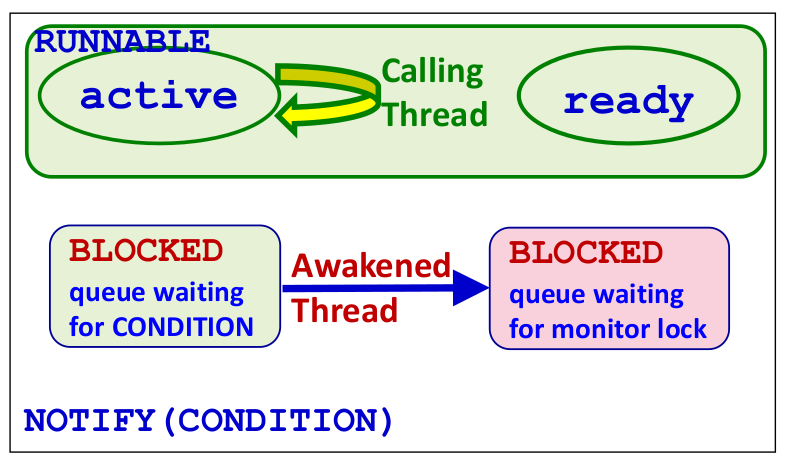 RUNNABLE
active
Calling
Thread
ready
BLOCKED
queue waiting
for CONDITION
Awakened
Thread
BLOCKED
queue waiting
for monitor lock
NOTIFY(CONDITION)